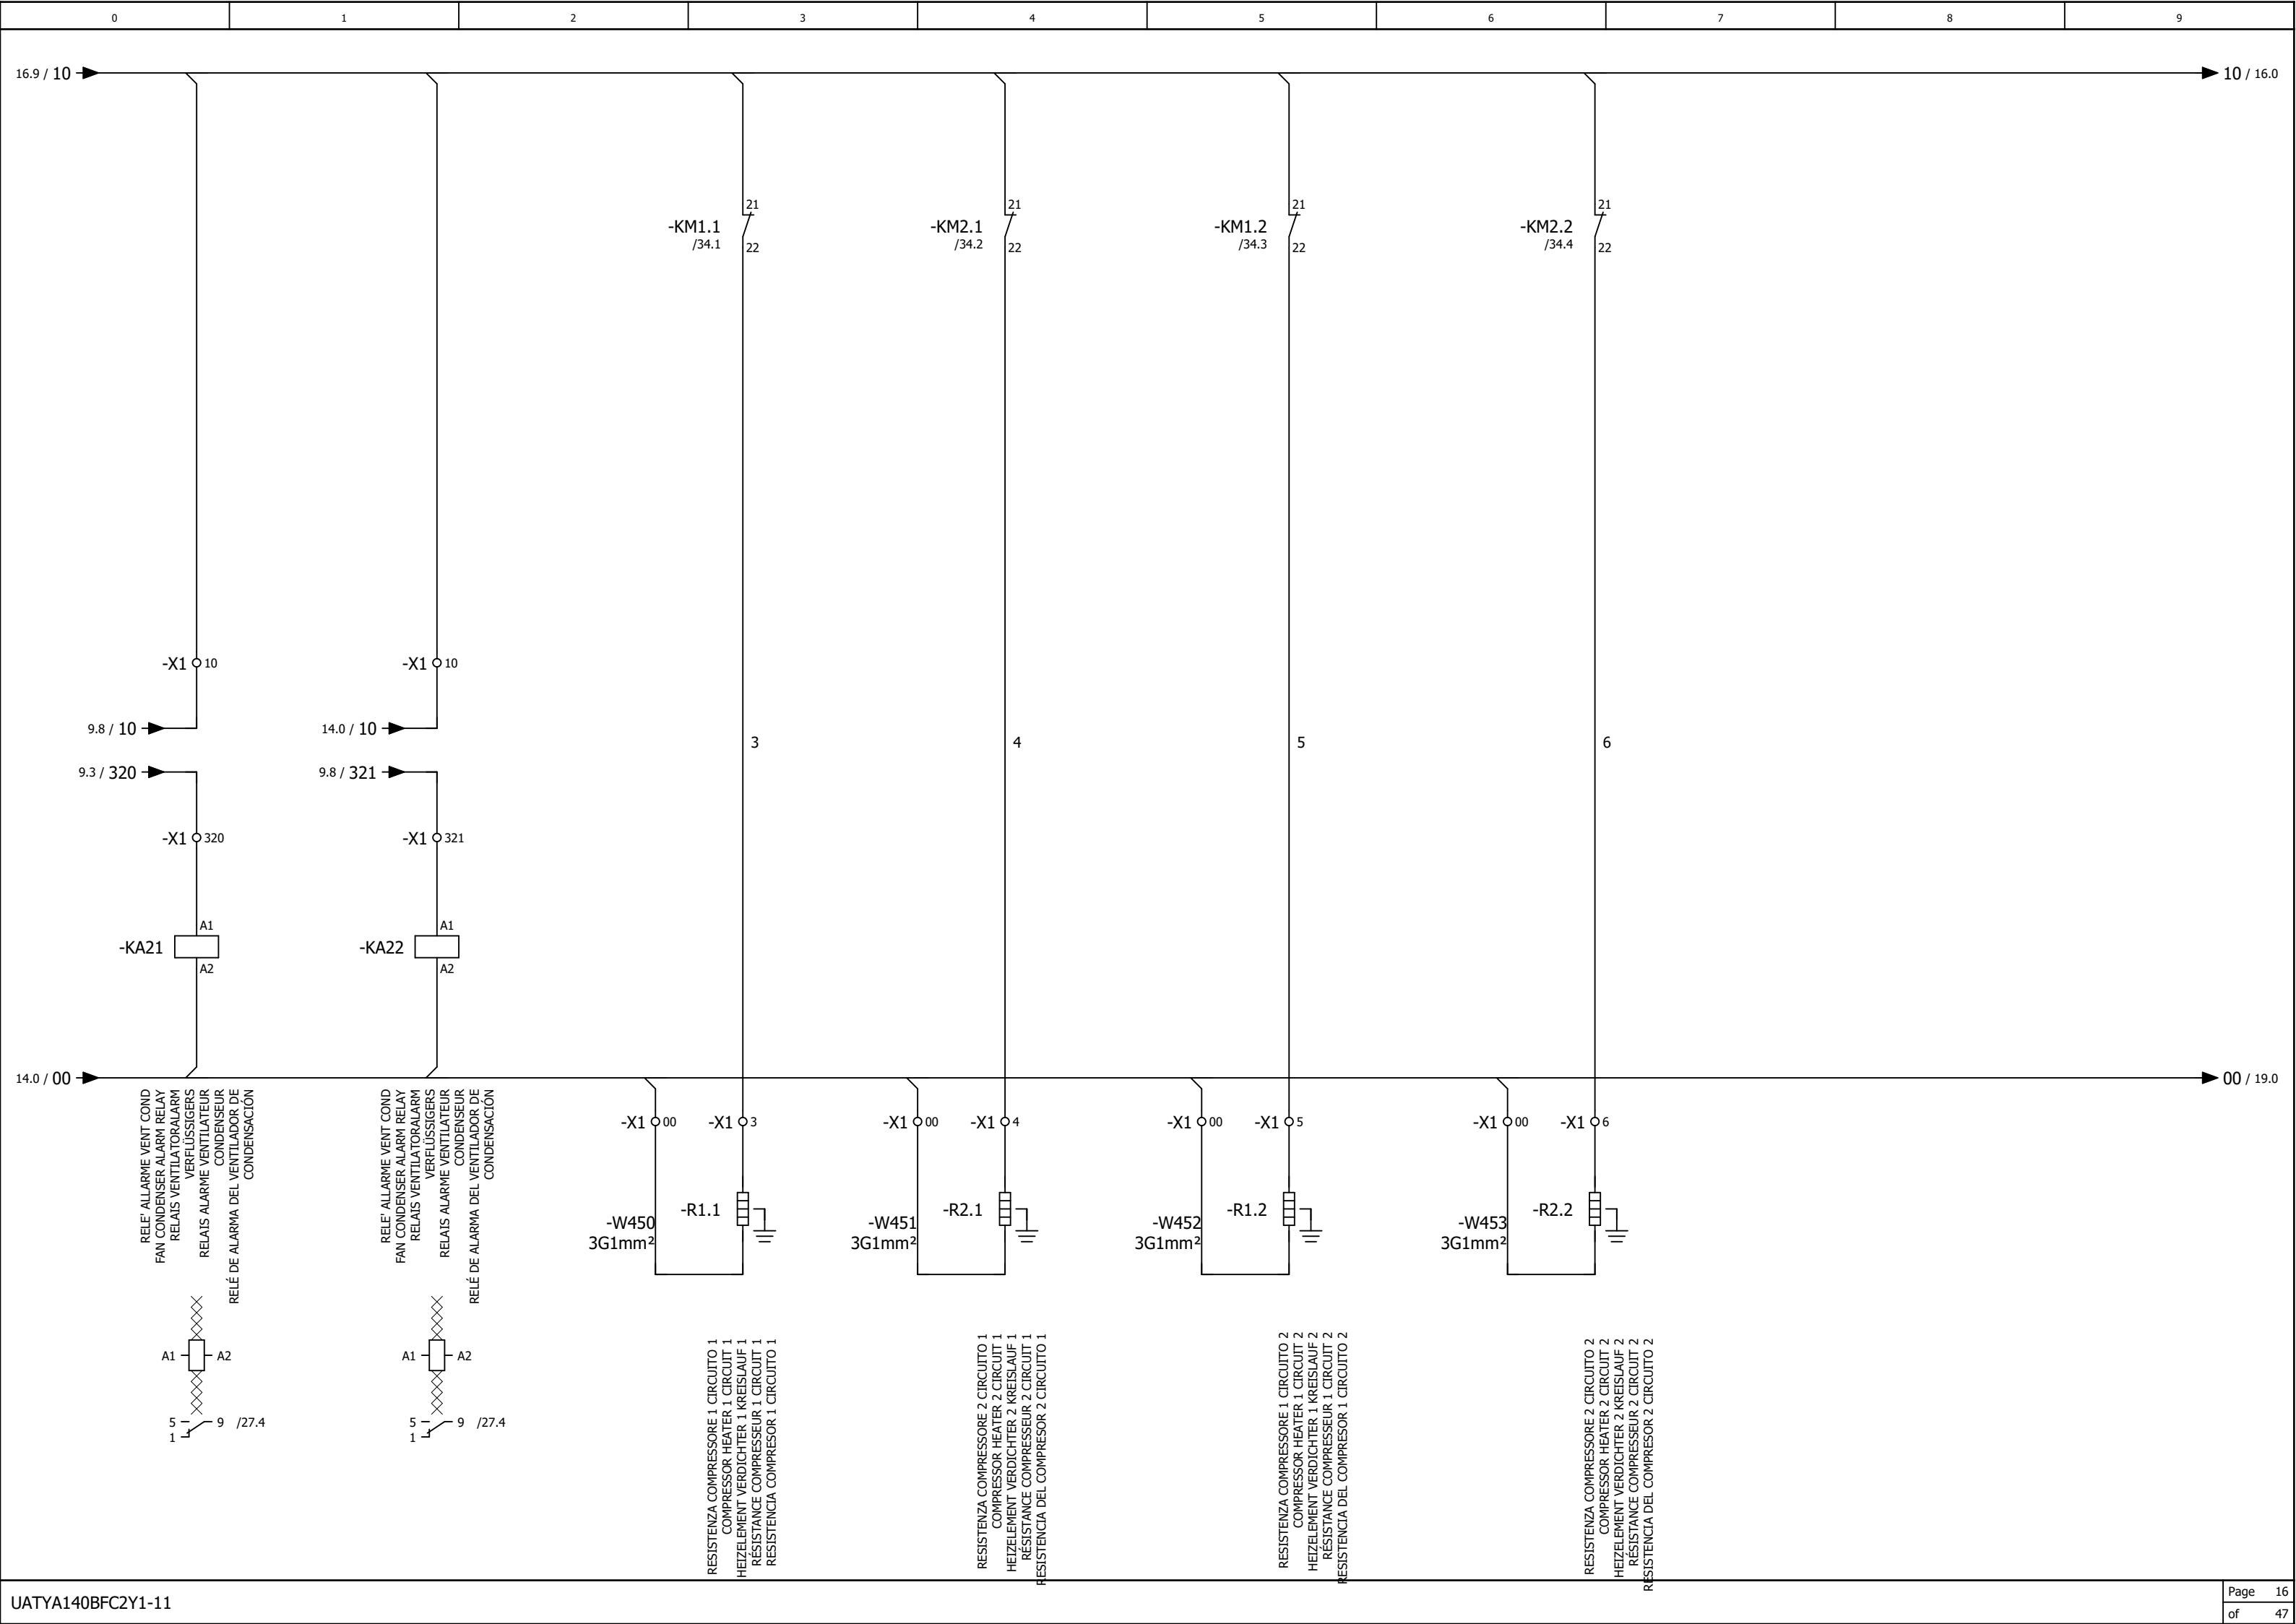 0 1 2 3 4 5 6 7 8 9
16.9 / 10
10 / 16.0
21
-KM1.1
/34.1
22
21
-KM2.1
/34.2
22
21
-KM1.2
/34.3
22
21
-KM2.2
/34.4
22
-X1 10
-X1 10
9.8 / 10
14.0 / 10
3
4
5
6
9.3 / 320
9.8 / 321
-X1 320
-X1 321
A1
-KA21
A2
A1
-KA22
A2
14.0 / 00
00 / 19.0
RELE' ALLARME VENT COND
FAN CONDENSER ALARM RELAY
RELAIS VENTILATORALARM
VERFLÜSSIGERS
RELAIS ALARME VENTILATEUR
CONDENSEUR
RELÉ DE ALARMA DEL VENTILADOR DE
CONDENSACIÓN
RELE' ALLARME VENT COND
FAN CONDENSER ALARM RELAY
RELAIS VENTILATORALARM
VERFLÜSSIGERS
RELAIS ALARME VENTILATEUR
CONDENSEUR
RELÉ DE ALARMA DEL VENTILADOR DE
CONDENSACIÓN
-X1 00
-X1 3
-X1 00
-X1 4
-X1 00
-X1 5
-X1 00
-X1 6
-R1.1
-W450
3G1mm²
-R2.1
-W451
3G1mm²
-R1.2
-W452
3G1mm²
-R2.2
-W453
3G1mm²
A1 A2
5 9 /27.4
1
A1 A2
5 9 /27.4
1
RESISTENZA COMPRESSORE 1 CIRCUITO 1
COMPRESSOR HEATER 1 CIRCUIT 1
HEIZELEMENT VERDICHTER 1 KREISLAUF 1
RÉSISTANCE COMPRESSEUR 1 CIRCUIT 1
RESISTENCIA COMPRESOR 1 CIRCUITO 1
RESISTENZA COMPRESSORE 2 CIRCUITO 1
COMPRESSOR HEATER 2 CIRCUIT 1
HEIZELEMENT VERDICHTER 2 KREISLAUF 1
RÉSISTANCE COMPRESSEUR 2 CIRCUIT 1
RESISTENCIA DEL COMPRESOR 2 CIRCUITO 1
RESISTENZA COMPRESSORE 1 CIRCUITO 2
COMPRESSOR HEATER 1 CIRCUIT 2
HEIZELEMENT VERDICHTER 1 KREISLAUF 2
RÉSISTANCE COMPRESSEUR 1 CIRCUIT 2
RESISTENCIA DEL COMPRESOR 1 CIRCUITO 2
RESISTENZA COMPRESSORE 2 CIRCUITO 2
COMPRESSOR HEATER 2 CIRCUIT 2
HEIZELEMENT VERDICHTER 2 KREISLAUF 2
RÉSISTANCE COMPRESSEUR 2 CIRCUIT 2
RESISTENCIA DEL COMPRESOR 2 CIRCUITO 2
UATYA140BFC2Y1-11
Page 16
of 47